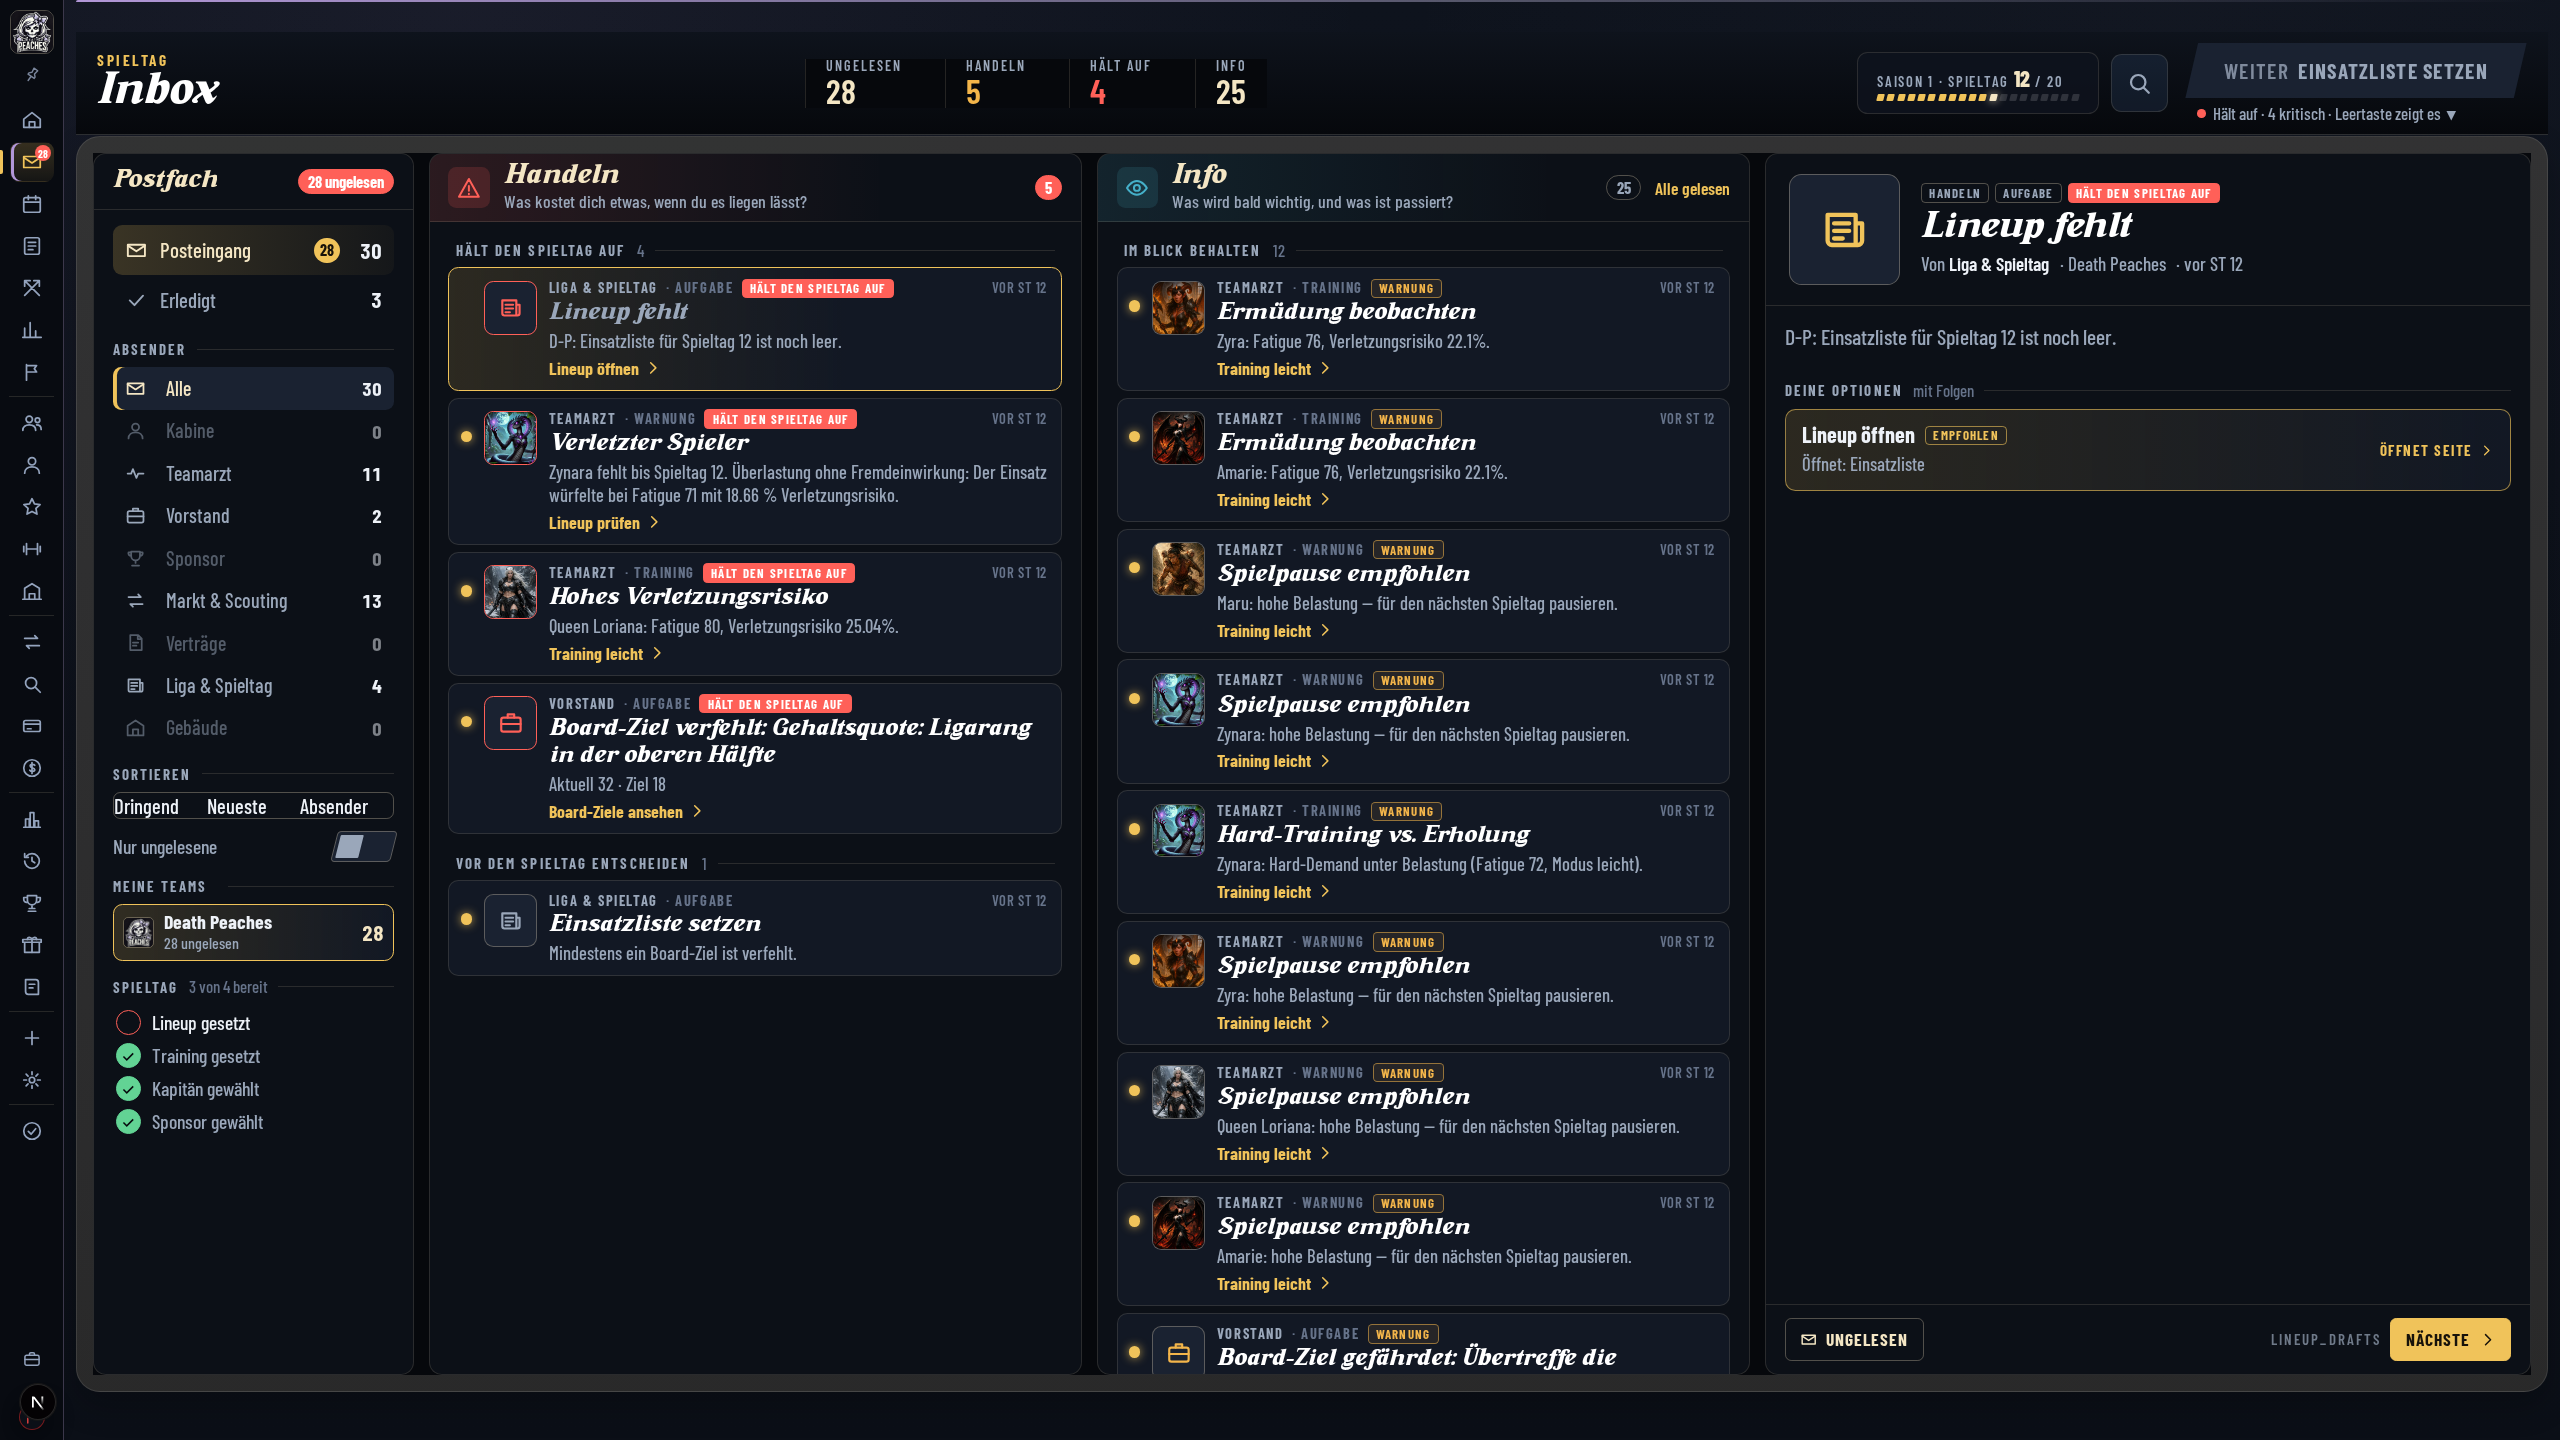 SPIELTAG
Inbox
UNGELESEN
28
HANDELN
5
HÄLT AUF
4
INFO
25
SAISON 1 · SPIELTAG 12 / 20
WEITER EINSATZLISTE SETZEN
Hält auf · 4 kritisch · Leertaste zeigt es ▼
28
Postfach
28 ungelesen
Posteingang 28 30
Erledigt 3
ABSENDER
Alle 30
Kabine 0
Teamarzt 11
Vorstand 2
Sponsor 0
Markt & Scouting 13
Verträge 0
Liga & Spieltag 4
Gebäude 0
SORTIEREN
Dringend Neueste Absender
Nur ungelesene
MEINE TEAMS
Death Peaches
28 ungelesen
28
SPIELTAG 3 von 4 bereit
Lineup gesetzt
Training gesetzt
Kapitän gewählt
Sponsor gewählt
Handeln
Was kostet dich etwas, wenn du es liegen lässt?
5
HÄLT DEN SPIELTAG AUF 4
LIGA & SPIELTAG · AUFGABE HÄLT DEN SPIELTAG AUF VOR ST 12
Lineup fehlt
D-P: Einsatzliste für Spieltag 12 ist noch leer.
Lineup öffnen
TEAMARZT · WARNUNG HÄLT DEN SPIELTAG AUF VOR ST 12
Verletzter Spieler
Zynara fehlt bis Spieltag 12. Überlastung ohne Fremdeinwirkung: Der Einsatz
würfelte bei Fatigue 71 mit 18.66 % Verletzungsrisiko.
Lineup prüfen
TEAMARZT · TRAINING HÄLT DEN SPIELTAG AUF VOR ST 12
Hohes Verletzungsrisiko
Queen Loriana: Fatigue 80, Verletzungsrisiko 25.04%.
Training leicht
VORSTAND · AUFGABE HÄLT DEN SPIELTAG AUF
Board-Ziel verfehlt: Gehaltsquote: Ligarang
in der oberen Hälfte
Aktuell 32 · Ziel 18
Board-Ziele ansehen
VOR DEM SPIELTAG ENTSCHEIDEN 1
LIGA & SPIELTAG · AUFGABE VOR ST 12
Einsatzliste setzen
Mindestens ein Board-Ziel ist verfehlt.
Info
Was wird bald wichtig, und was ist passiert?
25
Alle gelesen
IM BLICK BEHALTEN 12
TEAMARZT · TRAINING WARNUNG VOR ST 12
Ermüdung beobachten
Zyra: Fatigue 76, Verletzungsrisiko 22.1%.
Training leicht
TEAMARZT · TRAINING WARNUNG VOR ST 12
Ermüdung beobachten
Amarie: Fatigue 76, Verletzungsrisiko 22.1%.
Training leicht
TEAMARZT · WARNUNG WARNUNG VOR ST 12
Spielpause empfohlen
Maru: hohe Belastung — für den nächsten Spieltag pausieren.
Training leicht
TEAMARZT · WARNUNG WARNUNG VOR ST 12
Spielpause empfohlen
Zynara: hohe Belastung — für den nächsten Spieltag pausieren.
Training leicht
TEAMARZT · TRAINING WARNUNG VOR ST 12
Hard-Training vs. Erholung
Zynara: Hard-Demand unter Belastung (Fatigue 72, Modus leicht).
Training leicht
TEAMARZT · WARNUNG WARNUNG VOR ST 12
Spielpause empfohlen
Zyra: hohe Belastung — für den nächsten Spieltag pausieren.
Training leicht
TEAMARZT · WARNUNG WARNUNG VOR ST 12
Spielpause empfohlen
Queen Loriana: hohe Belastung — für den nächsten Spieltag pausieren.
Training leicht
TEAMARZT · WARNUNG WARNUNG VOR ST 12
Spielpause empfohlen
Amarie: hohe Belastung — für den nächsten Spieltag pausieren.
Training leicht
VORSTAND · AUFGABE WARNUNG
Board-Ziel gefährdet: Übertreffe die
HANDELN AUFGABE HÄLT DEN SPIELTAG AUF
Lineup fehlt
Von Liga & Spieltag · Death Peaches · vor ST 12
D-P: Einsatzliste für Spieltag 12 ist noch leer.
DEINE OPTIONEN mit Folgen
Lineup öffnen EMPFOHLEN
Öffnet: Einsatzliste
ÖFFNET SEITE
UNGELESEN
LINEUP_DRAFTS
NÄCHSTE
PEACHES
N